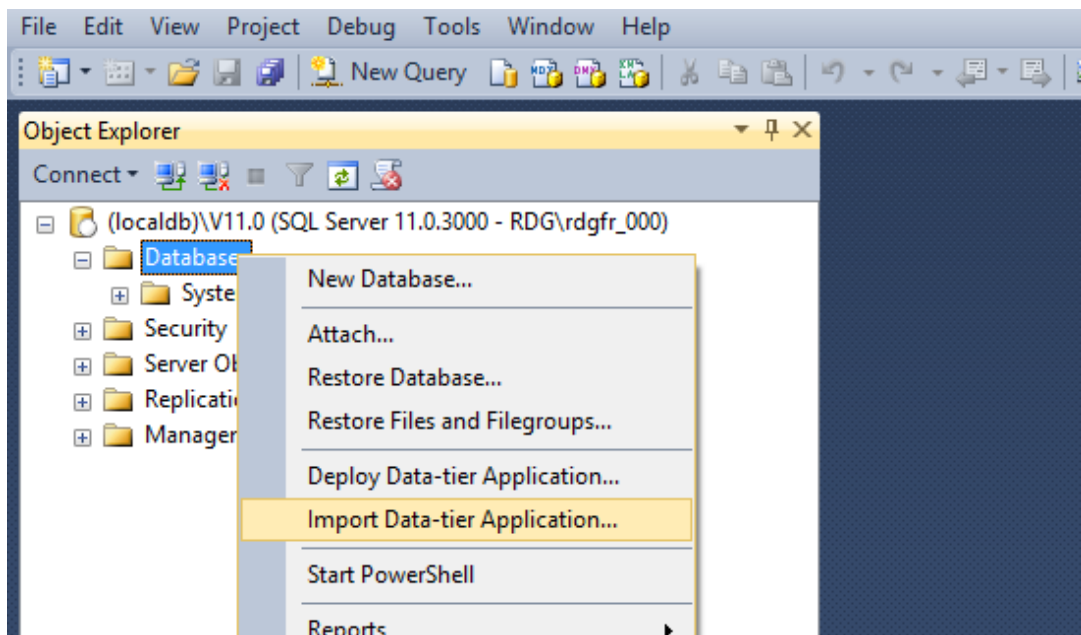 File Edit View Project Debug Tools Window Help
New Query
Object Explorer
Connect
(localdb)\V11.0 (SQL Server 11.0.3000 - RDG\rdgfr_000)
Database
Syste
Security
Server Ob
Replicati
Manager
New Database...
Attach...
Restore Database...
Restore Files and Filegroups...
Deploy Data-tier Application...
Import Data-tier Application...
Start PowerShell
Reports